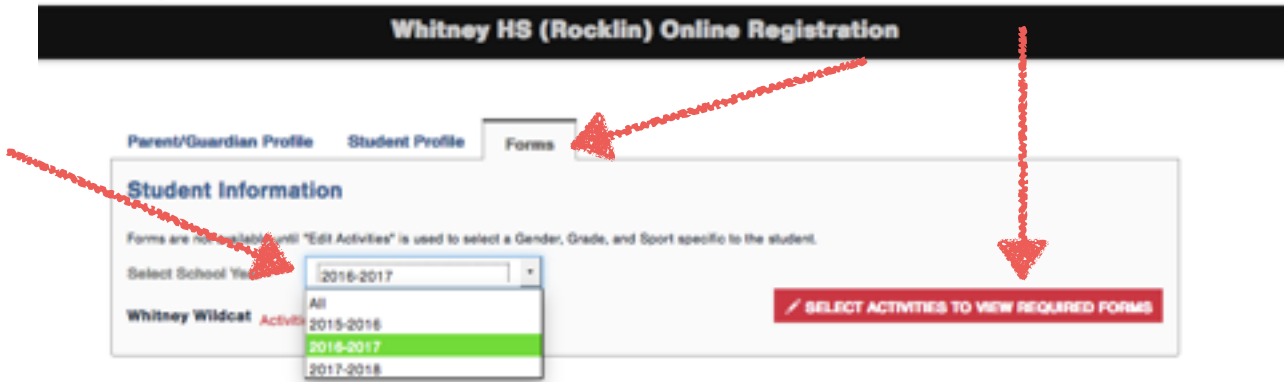 Whitney HS (Rocklin) Online Registration
Parent/Guardian Profile Student Profile Forms
Student Information
Forms are not available until "Edit Activities" is used to select a Gender, Grade, and Sport specific to the student.
Select School Year 2016-2017
All
Whitney Wildcat Activities SELECT ACTIVITIES TO VIEW REQUIRED FORMS
2015-2016
2016-2017
2017-2018